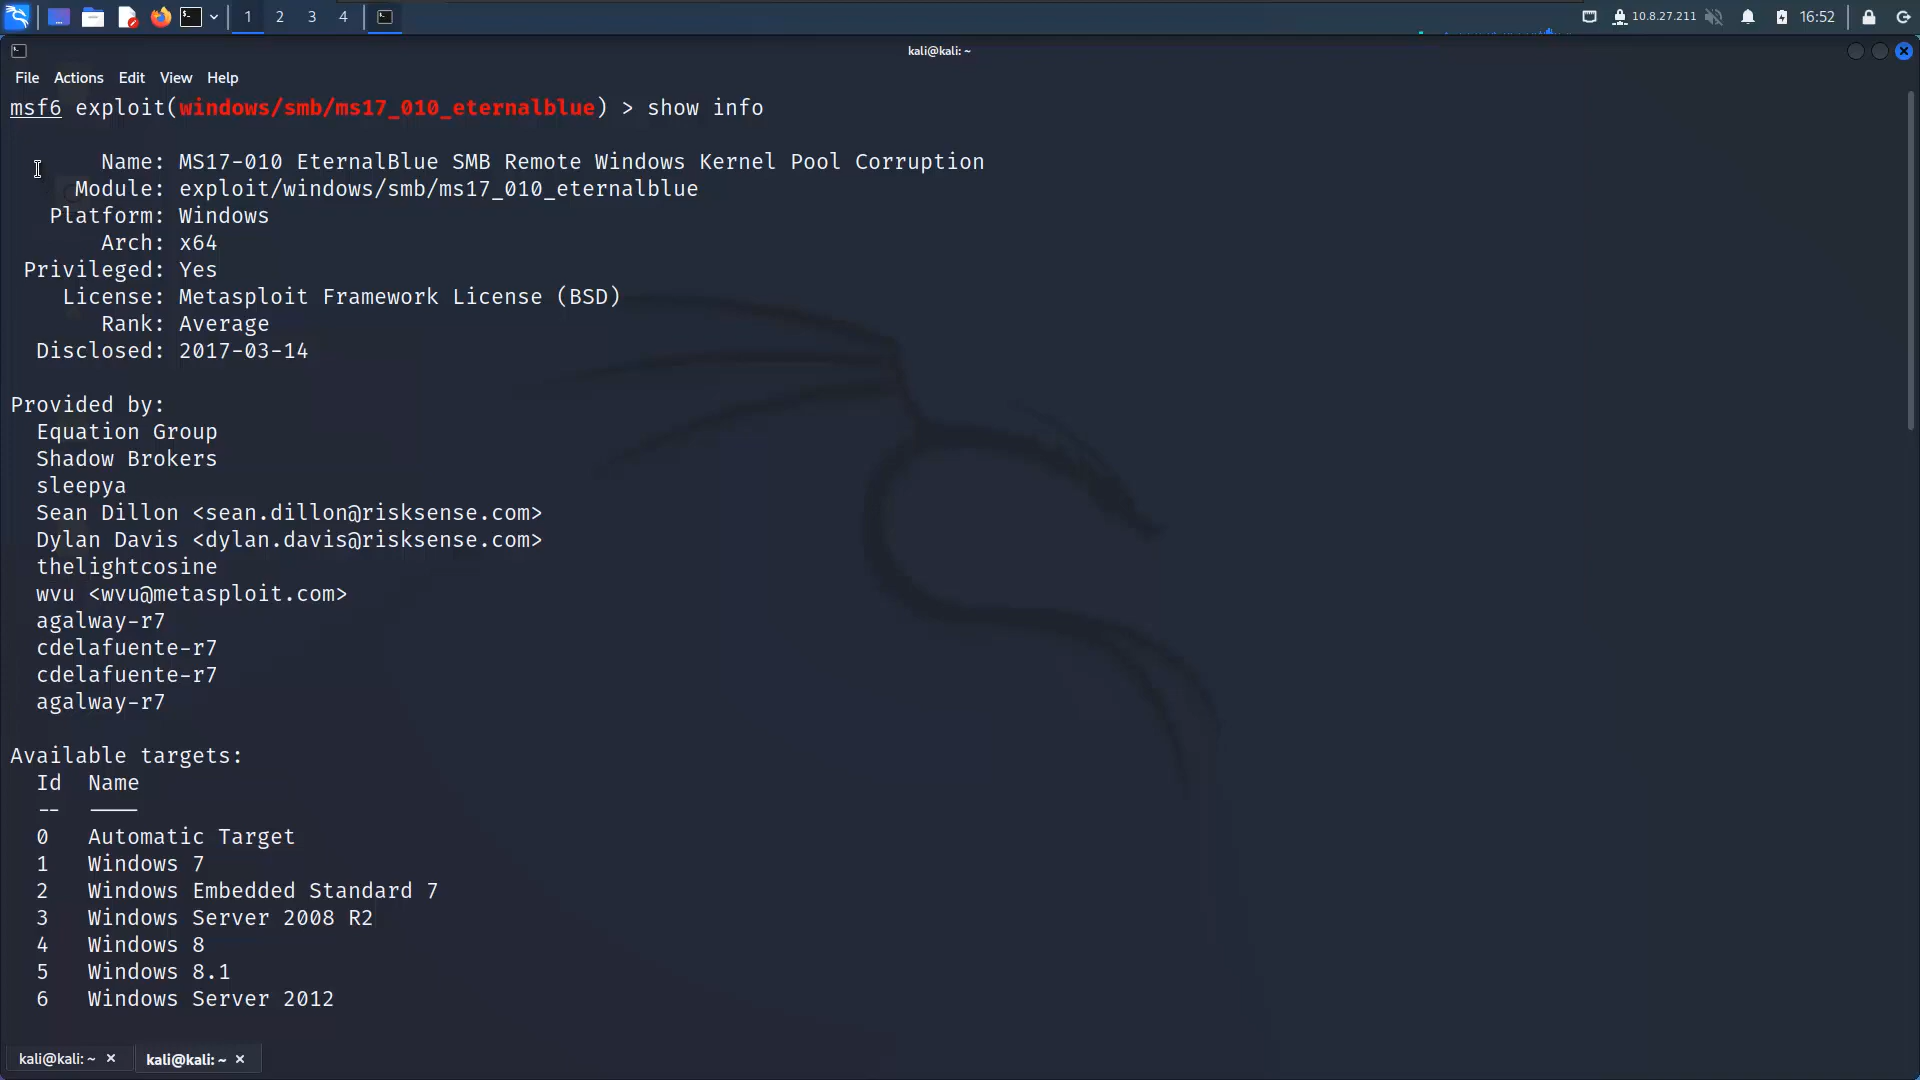 1 2 3 4 10.8.27.211 16:52
kali@kali: ~
File Actions Edit View Help
msf6 exploit(windows/smb/ms17_010_eternalblue) > show info
Name: MS17-010 EternalBlue SMB Remote Windows Kernel Pool Corruption
Module: exploit/windows/smb/ms17_010_eternalblue
Platform: Windows
Arch: x64
Privileged: Yes
License: Metasploit Framework License (BSD)
Rank: Average
Disclosed: 2017-03-14
Provided by:
Equation Group
Shadow Brokers
sleepya
Sean Dillon <sean.dillon@risksense.com>
Dylan Davis <dylan.davis@risksense.com>
thelightcosine
wvu <wvu@metasploit.com>
agalway-r7
cdelafuente-r7
cdelafuente-r7
agalway-r7
Available targets:
Id Name
-- ----
0 Automatic Target
1 Windows 7
2 Windows Embedded Standard 7
3 Windows Server 2008 R2
4 Windows 8
5 Windows 8.1
6 Windows Server 2012
kali@kali: ~ × kali@kali: ~ ×